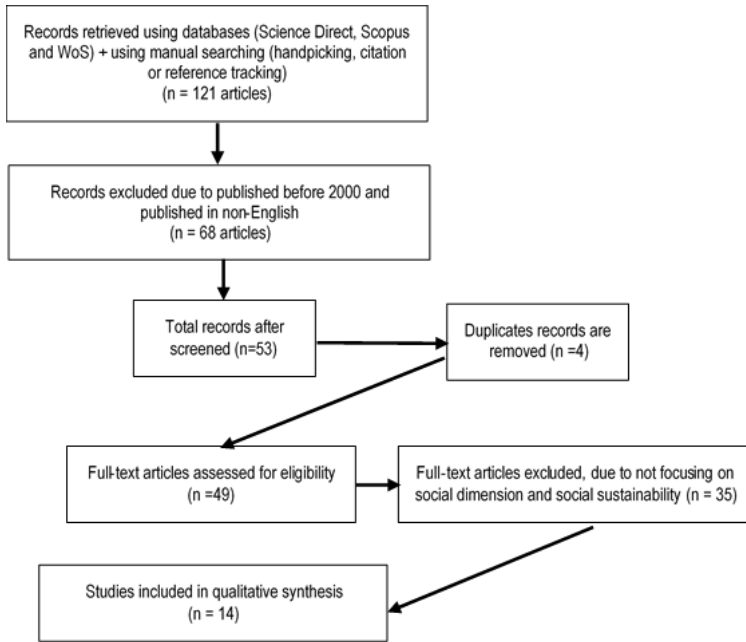 Records retrieved using databases (Science Direct, Scopus
and WoS) + using manual searching (handpicking, citation
or reference tracking)
(n = 121 articles)
Records excluded due to published before 2000 and
published in non-English
(n = 68 articles)
Total records after
screened (n=53)
Duplicates records are
removed (n =4)
Full-text articles assessed for eligibility
(n =49)
Full-text articles excluded, due to not focusing on
social dimension and social sustainability (n = 35)
Studies included in qualitative synthesis
(n = 14)